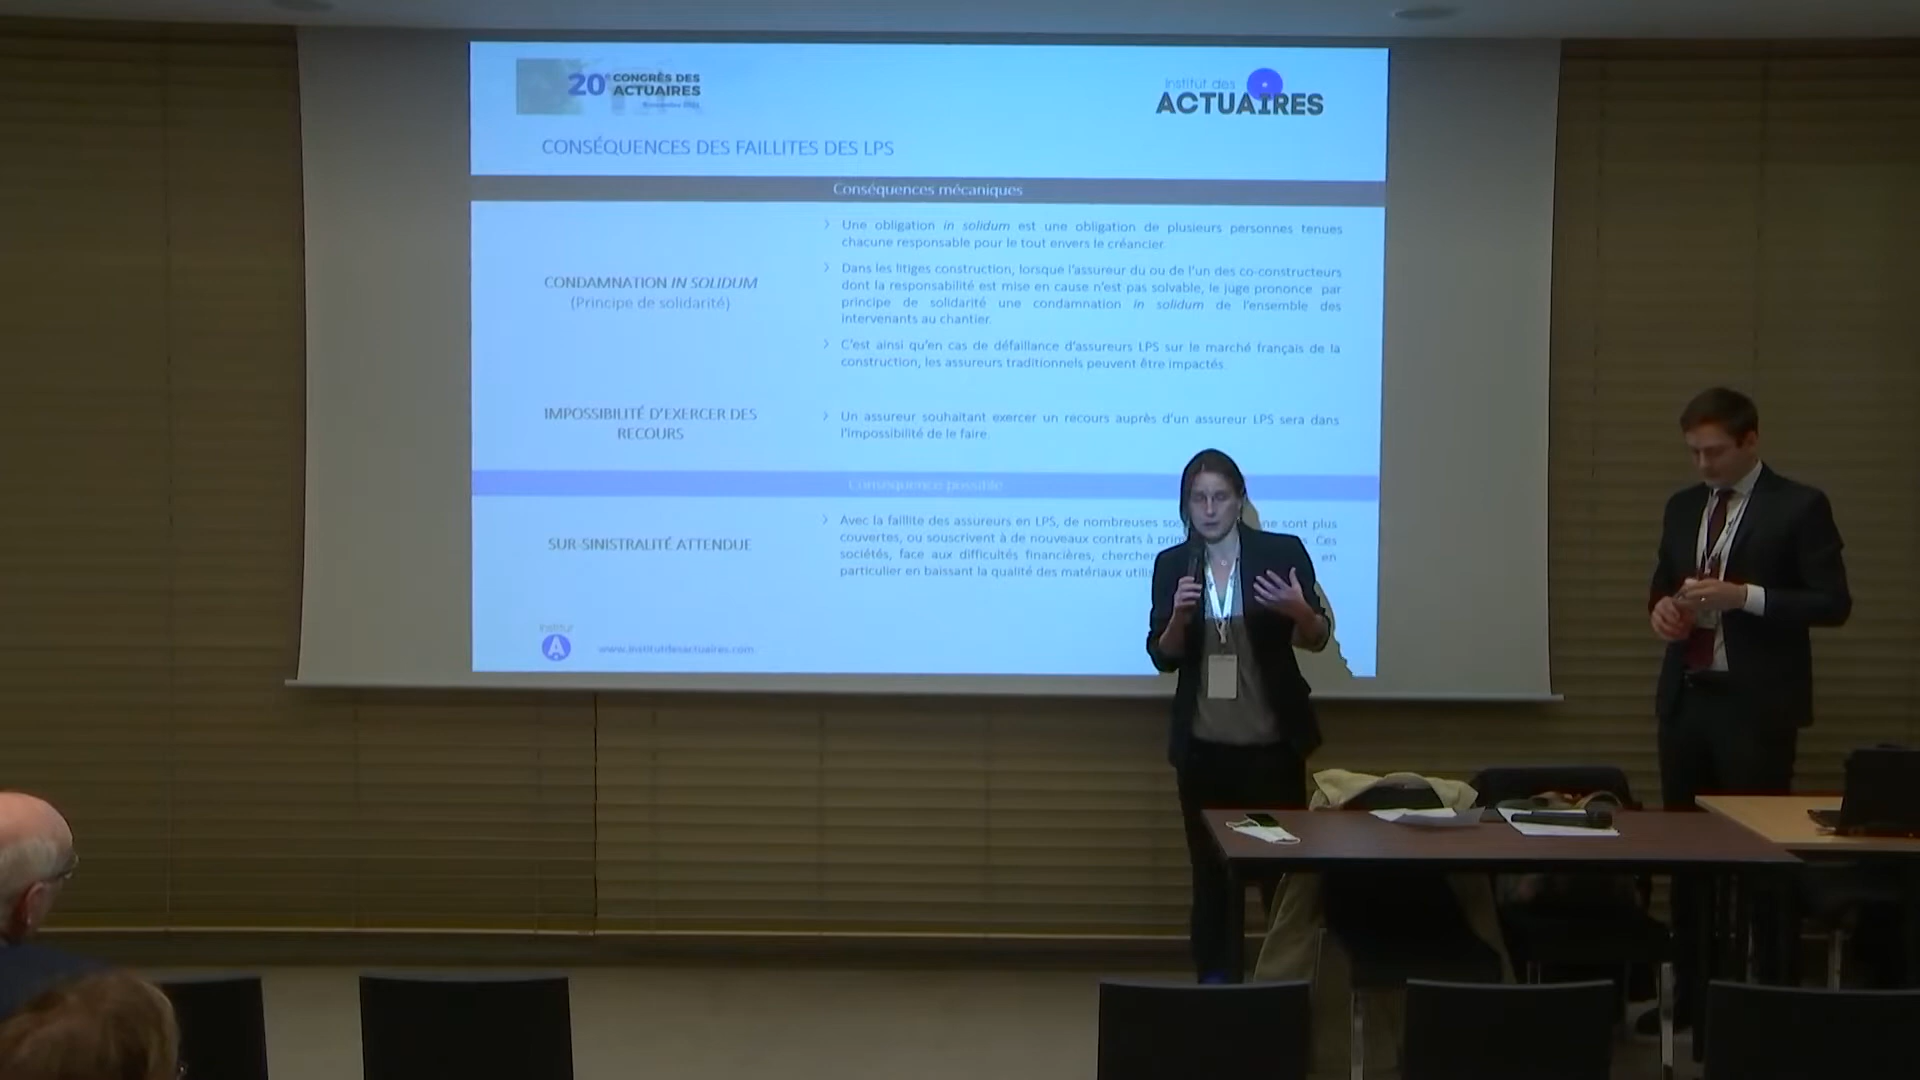 20e CONGRÈS DES
ACTUAIRES
Institut des
ACTUAIRES
CONSÉQUENCES DES FAILLITES DES LPS
Conséquences mécaniques
CONDAMNATION IN SOLIDUM
(Principe de solidarité)
Une obligation in solidum est une obligation de plusieurs personnes tenues
chacune responsable pour le tout envers le créancier.
Dans les litiges construction, lorsque l'assureur du ou de l'un des co-constructeurs
dont la responsabilité est mise en cause n'est pas solvable, le juge prononce par
principe de solidarité une condamnation in solidum de l'ensemble des
intervenants au chantier.
C'est ainsi qu'en cas de défaillance d'assureurs LPS sur le marché français de la
construction, les assureurs traditionnels peuvent être impactés.
IMPOSSIBILITÉ D'EXERCER DES
RECOURS
Un assureur souhaitant exercer un recours auprès d'un assureur LPS sera dans
l'impossibilité de le faire.
Conséquence possible
SUR-SINISTRALITÉ ATTENDUE
Avec la faillite des assureurs en LPS, de nombreuses ne sont plus
couvertes, ou souscrivent à de nouveaux contrats à Ces
sociétés, face aux difficultés financières, en
particulier en baissant la qualité des matériaux
Institut
A
www.institutdesactuaires.com